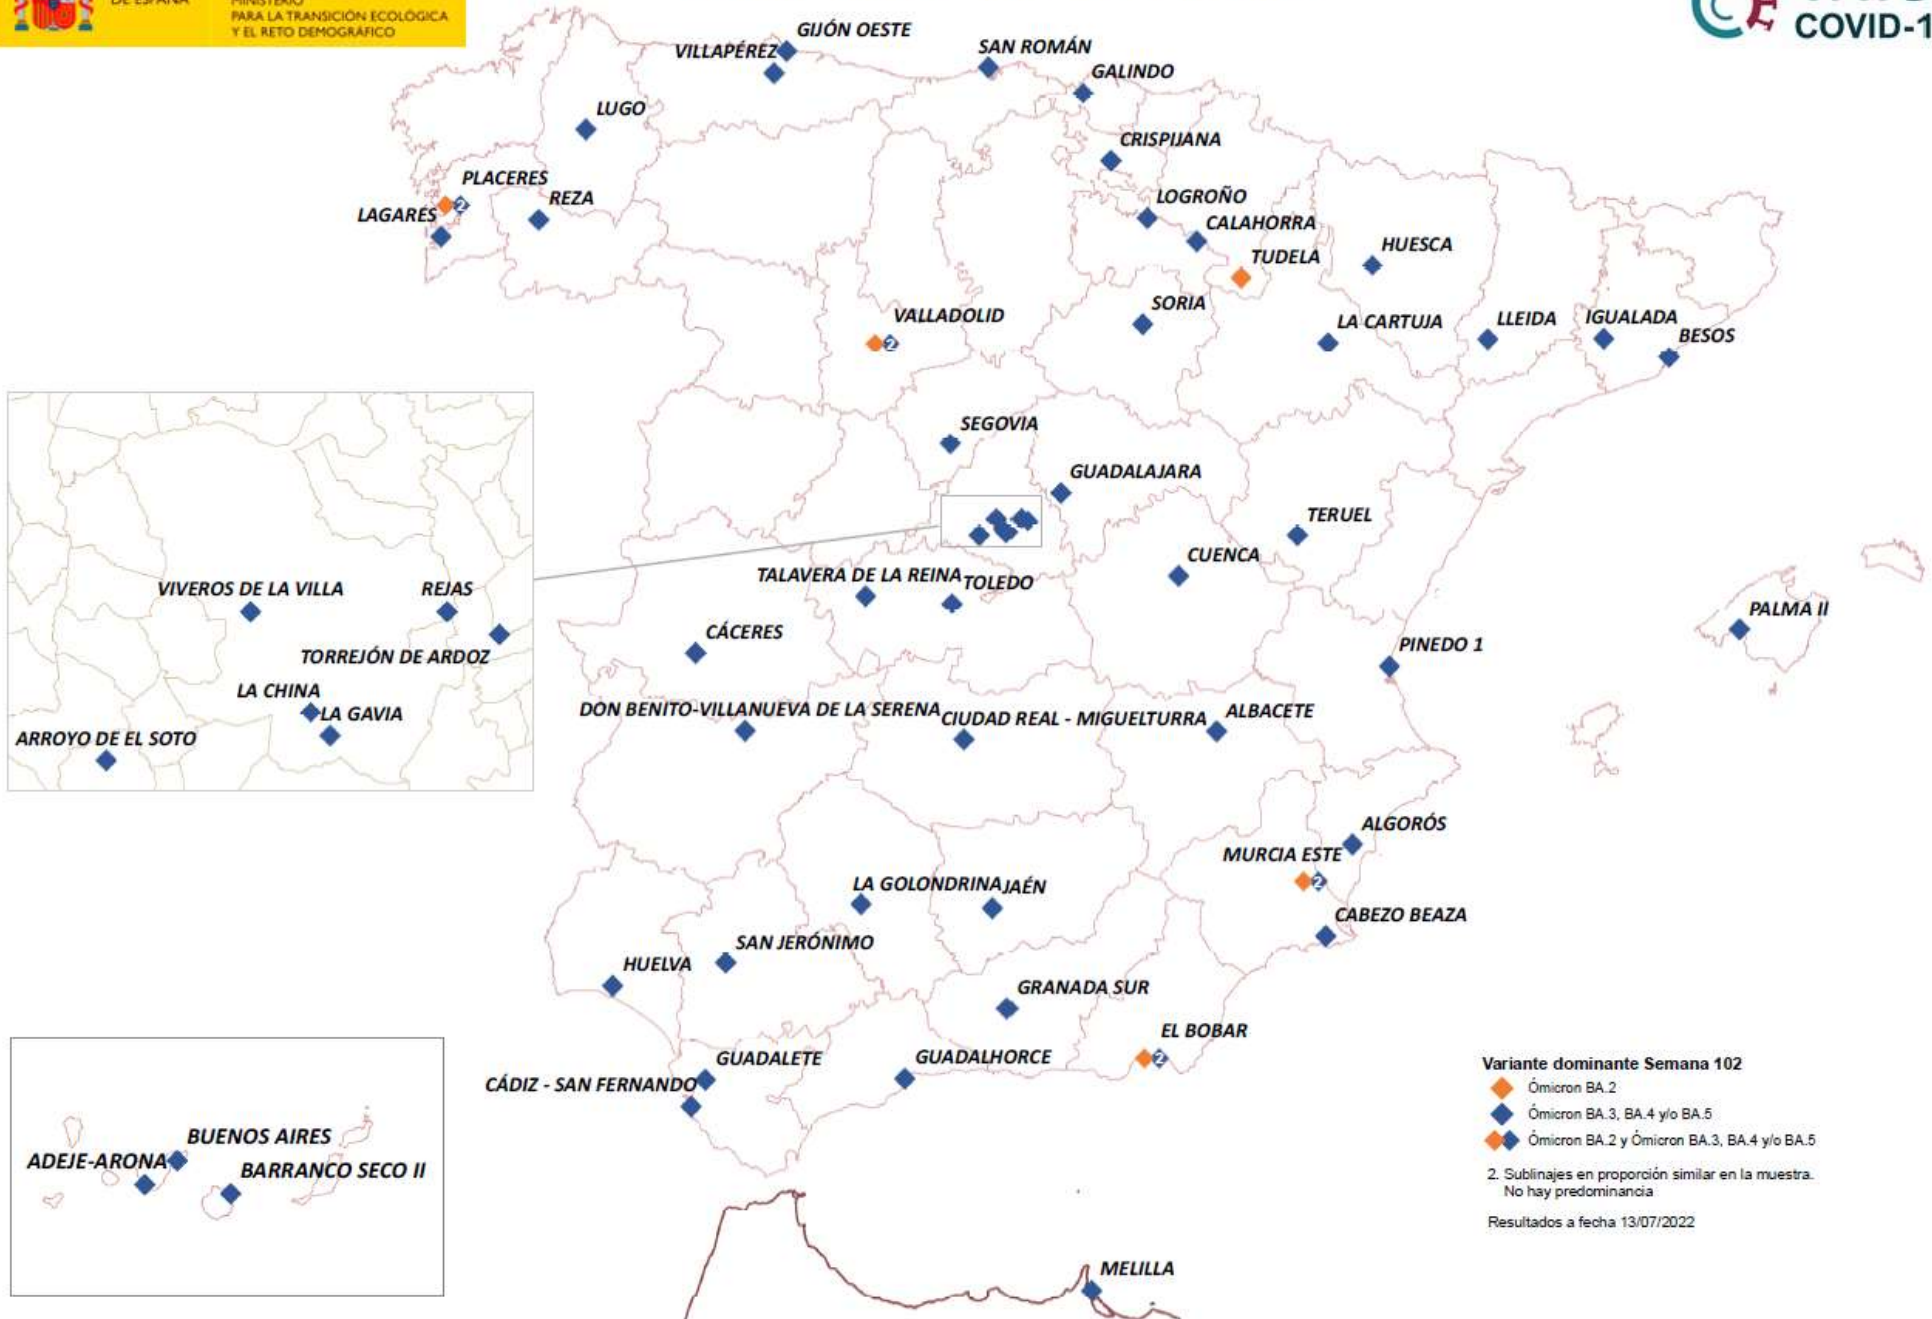 DE ESPAÑA
MINISTERIO
PARA LA TRANSICIÓN ECOLÓGICA
Y EL RETO DEMOGRÁFICO
COVID-1
GIJÓN OESTE
VILLAPÉREZ
SAN ROMÁN
GALINDO
LUGO
CRISPIJANA
PLACERES
REZA
LAGARES
2
LOGROÑO
CALAHORRA
TUDELA
HUESCA
SORIA
VALLADOLID
2
LA CARTUJA
LLEIDA
IGUALADA
BESOS
SEGOVIA
GUADALAJARA
TERUEL
CUENCA
TALAVERA DE LA REINA
TOLEDO
VIVEROS DE LA VILLA
REJAS
TORREJÓN DE ARDOZ
LA CHINA
LA GAVIA
ARROYO DE EL SOTO
CÁCERES
PALMA II
PINEDO 1
DON BENITO-VILLANUEVA DE LA SERENA
CIUDAD REAL - MIGUELTURRA
ALBACETE
ALGORÓS
MURCIA ESTE
2
LA GOLONDRINA
JAÉN
CABEZO BEAZA
SAN JERÓNIMO
HUELVA
GRANADA SUR
EL BOBAR
2
GUADALETE
GUADALHORCE
CÁDIZ - SAN FERNANDO
BUENOS AIRES
ADEJE-ARONA
BARRANCO SECO II
MELILLA
Variante dominante Semana 102
Ómicron BA.2
Ómicron BA.3, BA.4 y/o BA.5
Ómicron BA.2 y Ómicron BA.3, BA.4 y/o BA.5
2. Sublinajes en proporción similar en la muestra.
No hay predominancia
Resultados a fecha 13/07/2022